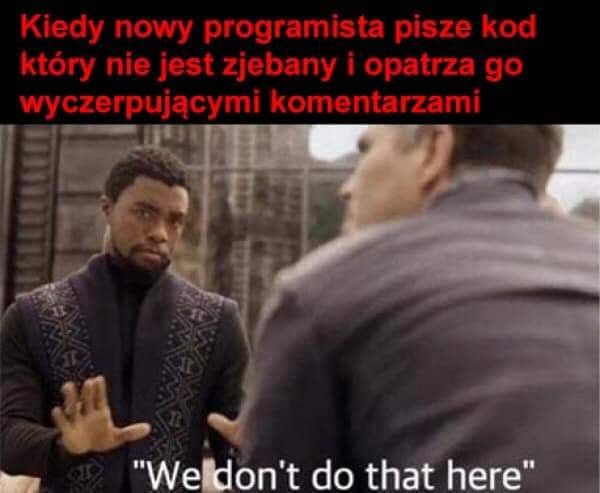 Kiedy nowy programista pisze kod
który nie jest zjebany i opatrza go
wyczerpującymi komentarzami
"We don't do that here"